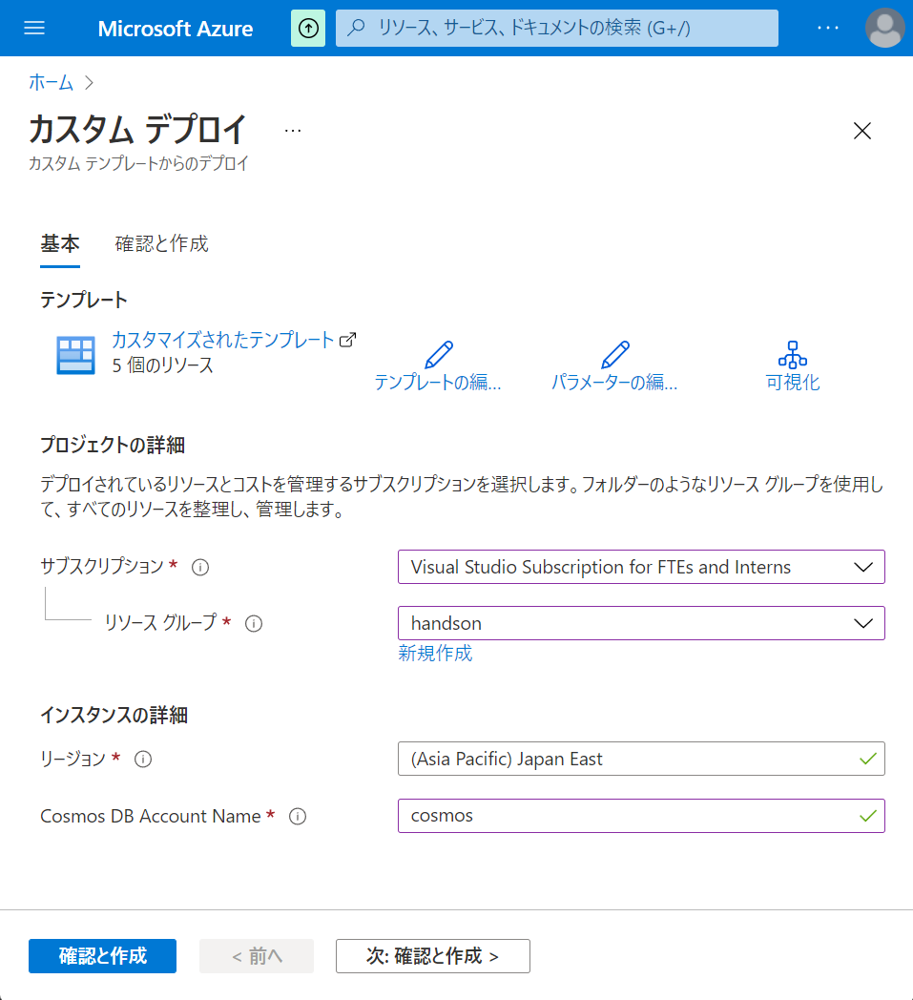 Microsoft Azure
リソース、サービス、ドキュメントの検索 (G+/)
ホーム
カスタム デプロイ
カスタム テンプレートからのデプロイ
基本
確認と作成
テンプレート
カスタマイズされたテンプレート
5 個のリソース
テンプレートの編...
パラメーターの編...
可視化
プロジェクトの詳細
デプロイされているリソースとコストを管理するサブスクリプションを選択します。フォルダーのようなリソース グループを使用し
て、すべてのリソースを整理し、管理します。
サブスクリプション *
Visual Studio Subscription for FTEs and Interns
リソース グループ *
handson
新規作成
インスタンスの詳細
リージョン *
(Asia Pacific) Japan East
Cosmos DB Account Name *
cosmos
確認と作成
< 前へ
次: 確認と作成 >